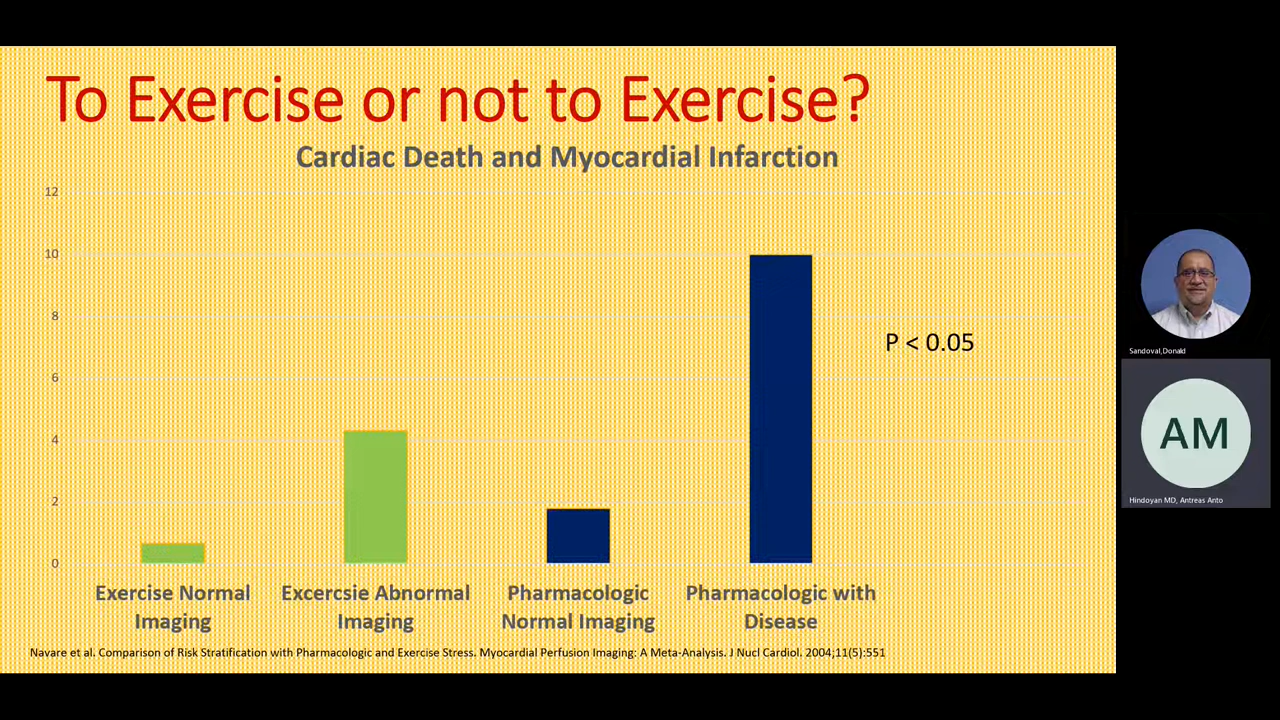 To Exercise or not to Exercise?
Cardiac Death and Myocardial Infarction
12
10
8
6
4
2
0
P < 0.05
Exercise Normal
Imaging
Excercsie Abnormal
Imaging
Pharmacologic
Normal Imaging
Pharmacologic with
Disease
Navare et al. Comparison of Risk Stratification with Pharmacologic and Exercise Stress. Myocardial Perfusion Imaging: A Meta-Analysis. J Nucl Cardiol. 2004;11(5):551
Sandoval,Donald
AM
Hindoyan MD, Antreas Anto